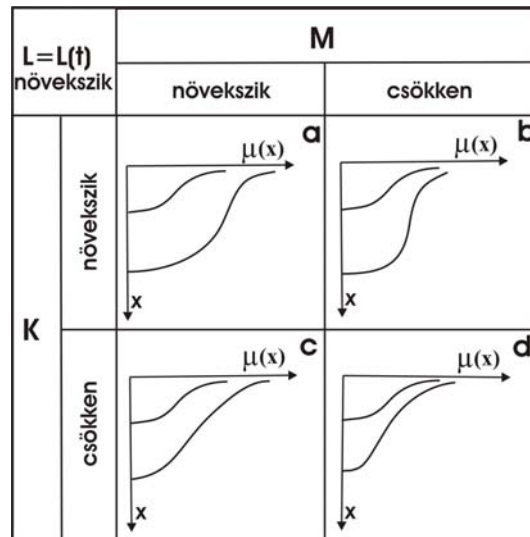 L=L(t)
növekszik
M
növekszik
csökken
K
növekszik
a
μ(x)
x
b
μ(x)
x
csökken
c
μ(x)
x
d
μ(x)
x